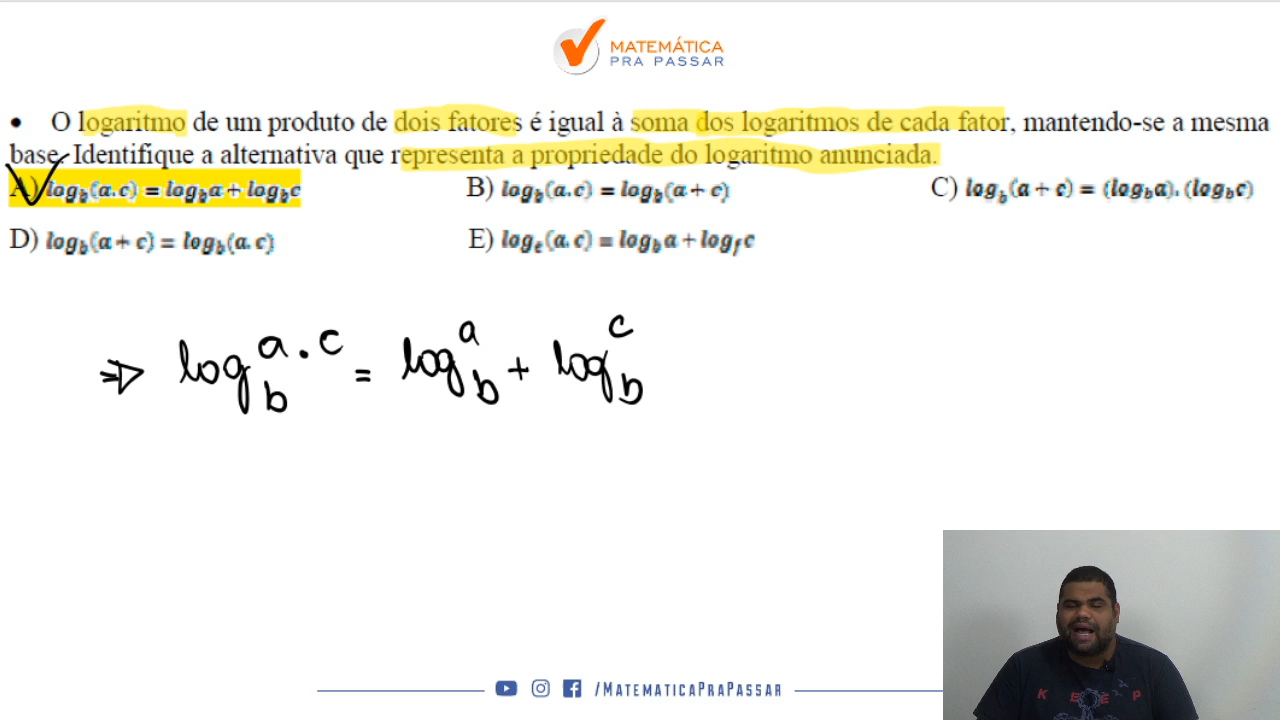 MATEMÁTICA
PRA PASSAR
• O logaritmo de um produto de dois fatores é igual à soma dos logaritmos de cada fator, mantendo-se a mesma
base. Identifique a alternativa que representa a propriedade do logaritmo anunciada.
A) log_b(a.c) = log_b a + log_b c B) log_b(a.c) = log_b(a + c) C) log_b(a + c) = (log_b a).(log_b c)
D) log_b(a + c) = log_b(a.c) E) log_e(a.c) = log_b a + log_f c
⇒ log_b^{a.c} = log_b^a + log_b^c
K E E P
/MATEMATICAPRAPASSAR